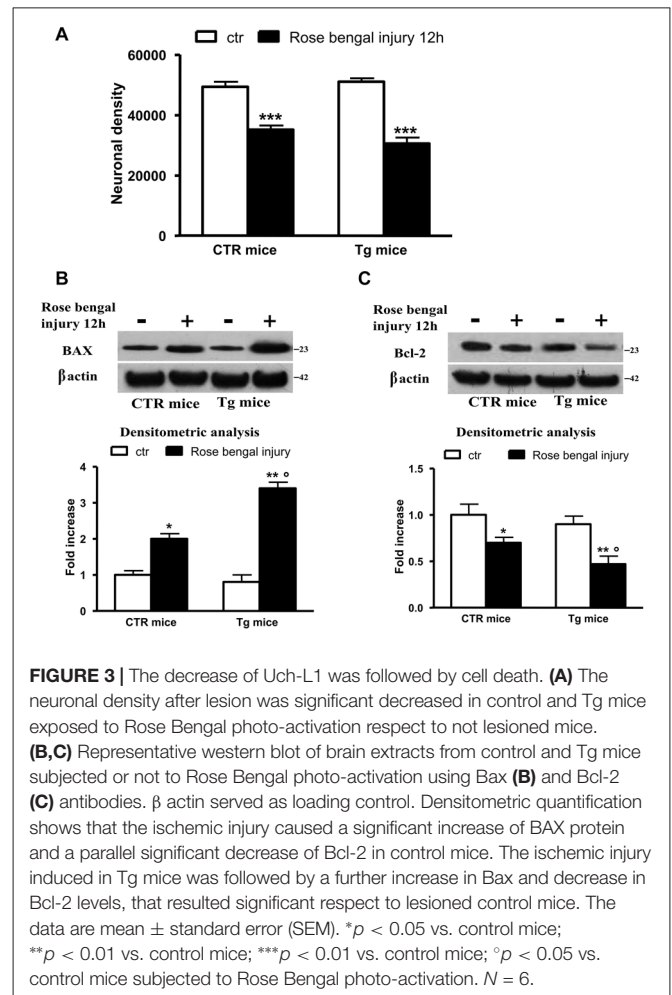 A
ctr Rose bengal injury 12h
60000
40000
20000
0
Neuronal density
***
***
CTR mice Tg mice
B
Rose bengal
injury 12h
- + - +
BAX
–23
β actin
–42
CTR mice Tg mice
Densitometric analysis
ctr Rose bengal injury
4
3
2
1
0
Fold increase
*
** °
CTR mice Tg mice
C
Rose bengal
injury 12h
- + - +
Bcl-2
–23
β actin
–42
CTR mice Tg mice
Densitometric analysis
ctr Rose bengal injury
1.5
1.0
0.5
0.0
Fold increase
*
** °
CTR mice Tg mice
FIGURE 3 | The decrease of Uch-L1 was followed by cell death. (A) The
neuronal density after lesion was significant decreased in control and Tg mice
exposed to Rose Bengal photo-activation respect to not lesioned mice.
(B,C) Representative western blot of brain extracts from control and Tg mice
subjected or not to Rose Bengal photo-activation using Bax (B) and Bcl-2
(C) antibodies. β actin served as loading control. Densitometric quantification
shows that the ischemic injury caused a significant increase of BAX protein
and a parallel significant decrease of Bcl-2 in control mice. The ischemic injury
induced in Tg mice was followed by a further increase in Bax and decrease in
Bcl-2 levels, that resulted significant respect to lesioned control mice. The
data are mean ± standard error (SEM). *p < 0.05 vs. control mice;
**p < 0.01 vs. control mice; ***p < 0.01 vs. control mice; °p < 0.05 vs.
control mice subjected to Rose Bengal photo-activation. N = 6.